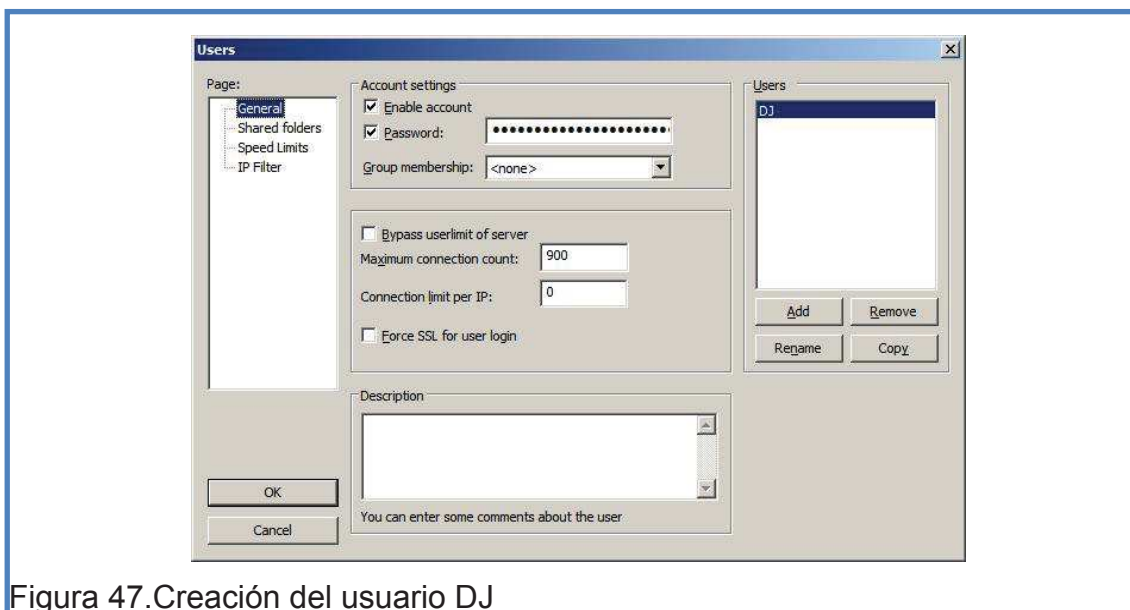 Users
Page:
General
Shared folders
Speed Limits
IP Filter
Account settings
Enable account
Password:
••••••••••••••••••••••
Group membership:
<none>
Bypass userlimit of server
Maximum connection count:
900
Connection limit per IP:
0
Force SSL for user login
Description
You can enter some comments about the user
Users
DJ
Add
Remove
Rename
Copy
OK
Cancel
Figura 47.Creación del usuario DJ